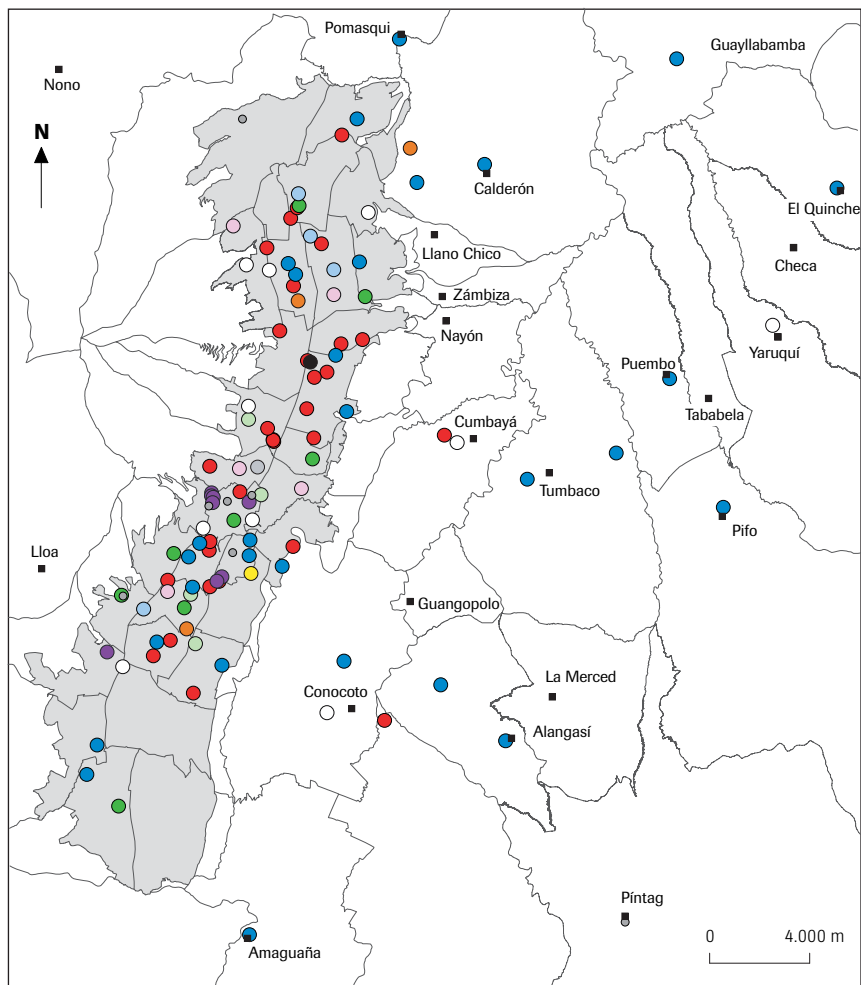 Pomasqui
Guayllabamba
Nono
N
Calderón
El Quinche
Llano Chico
Checa
Zámbiza
Nayón
Yaruquí
Puembo
Tababela
Cumbayá
Tumbaco
Pifo
Lloa
Guangopolo
La Merced
Conocoto
Alangasí
Píntag
0 4.000 m
Amaguaña